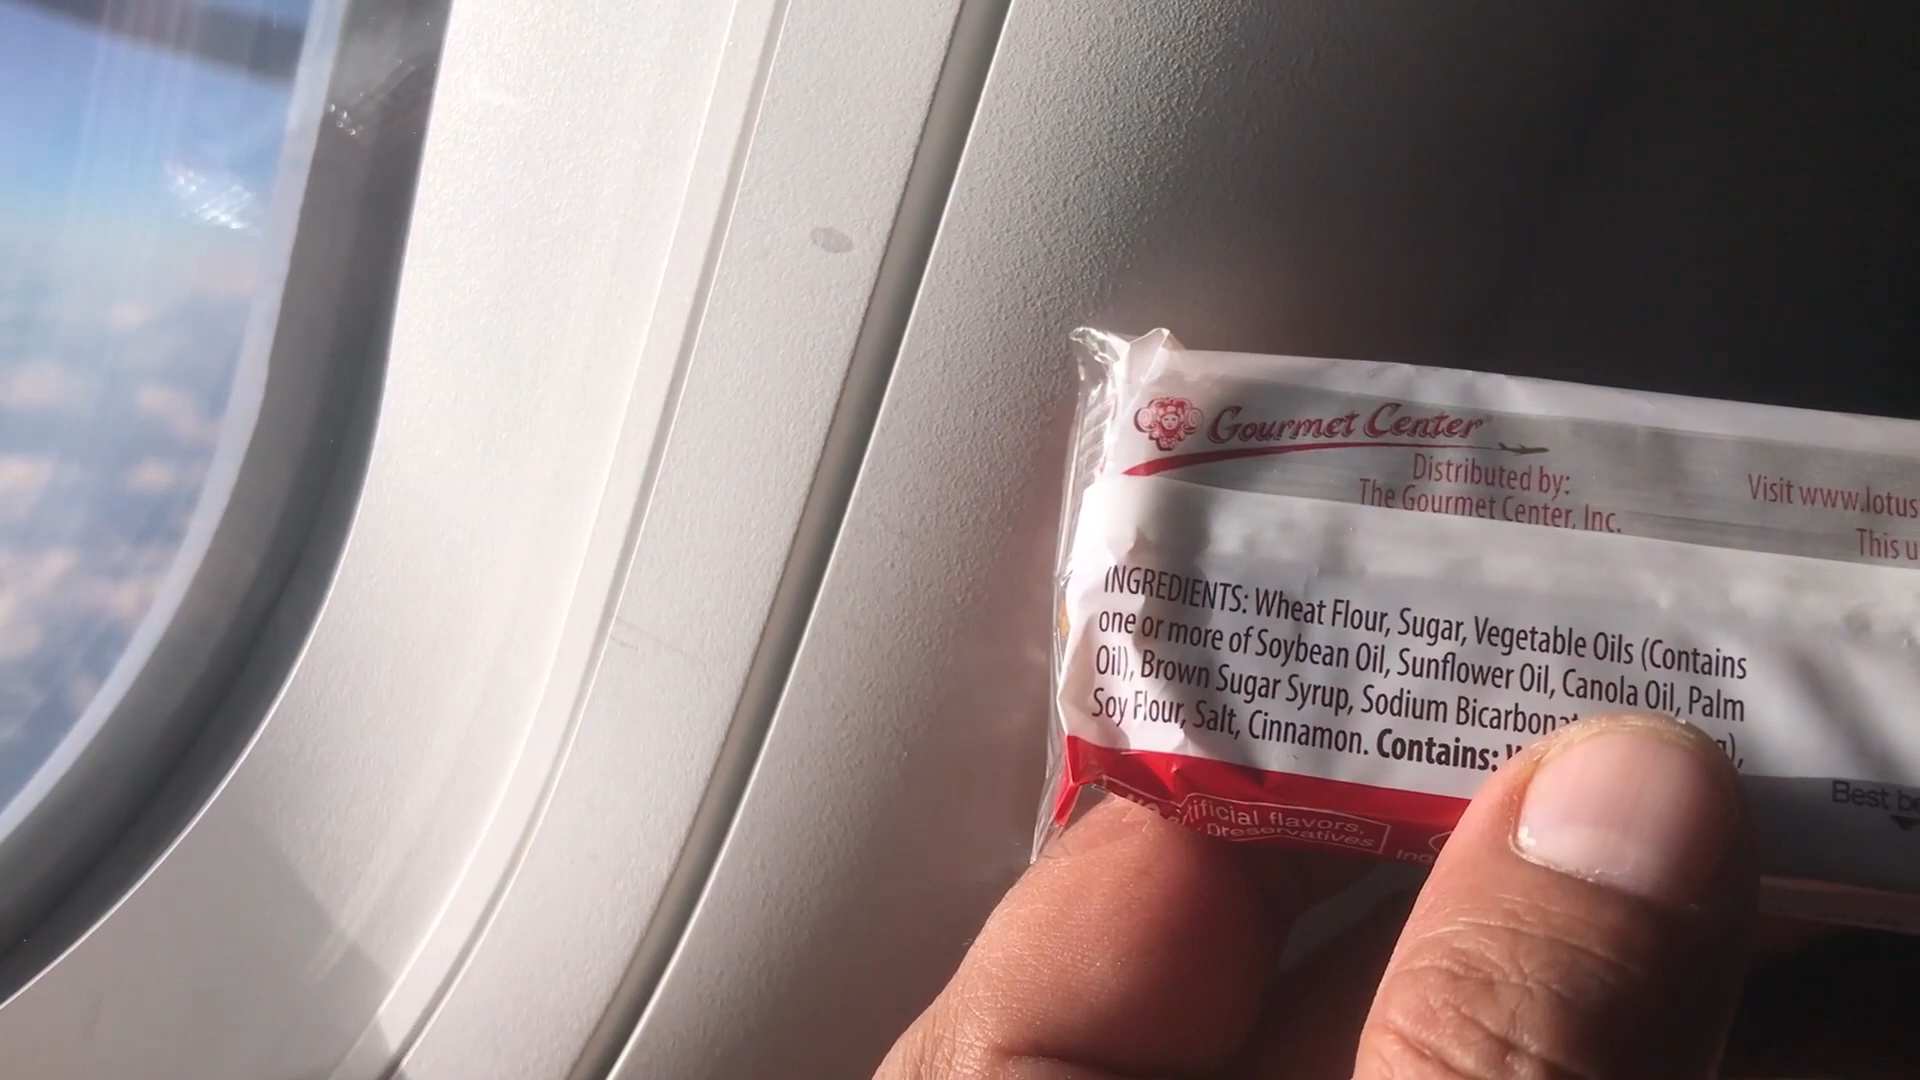 Gourmet Center
Distributed by:
The Gourmet Center, Inc.
Visit www.lotus
This u
INGREDIENTS: Wheat Flour, Sugar, Vegetable Oils (Contains
one or more of Soybean Oil, Sunflower Oil, Canola Oil, Palm
Oil), Brown Sugar Syrup, Sodium Bicarbonat
Soy Flour, Salt, Cinnamon. Contains:
Best be
ificial flavors,
preservatives